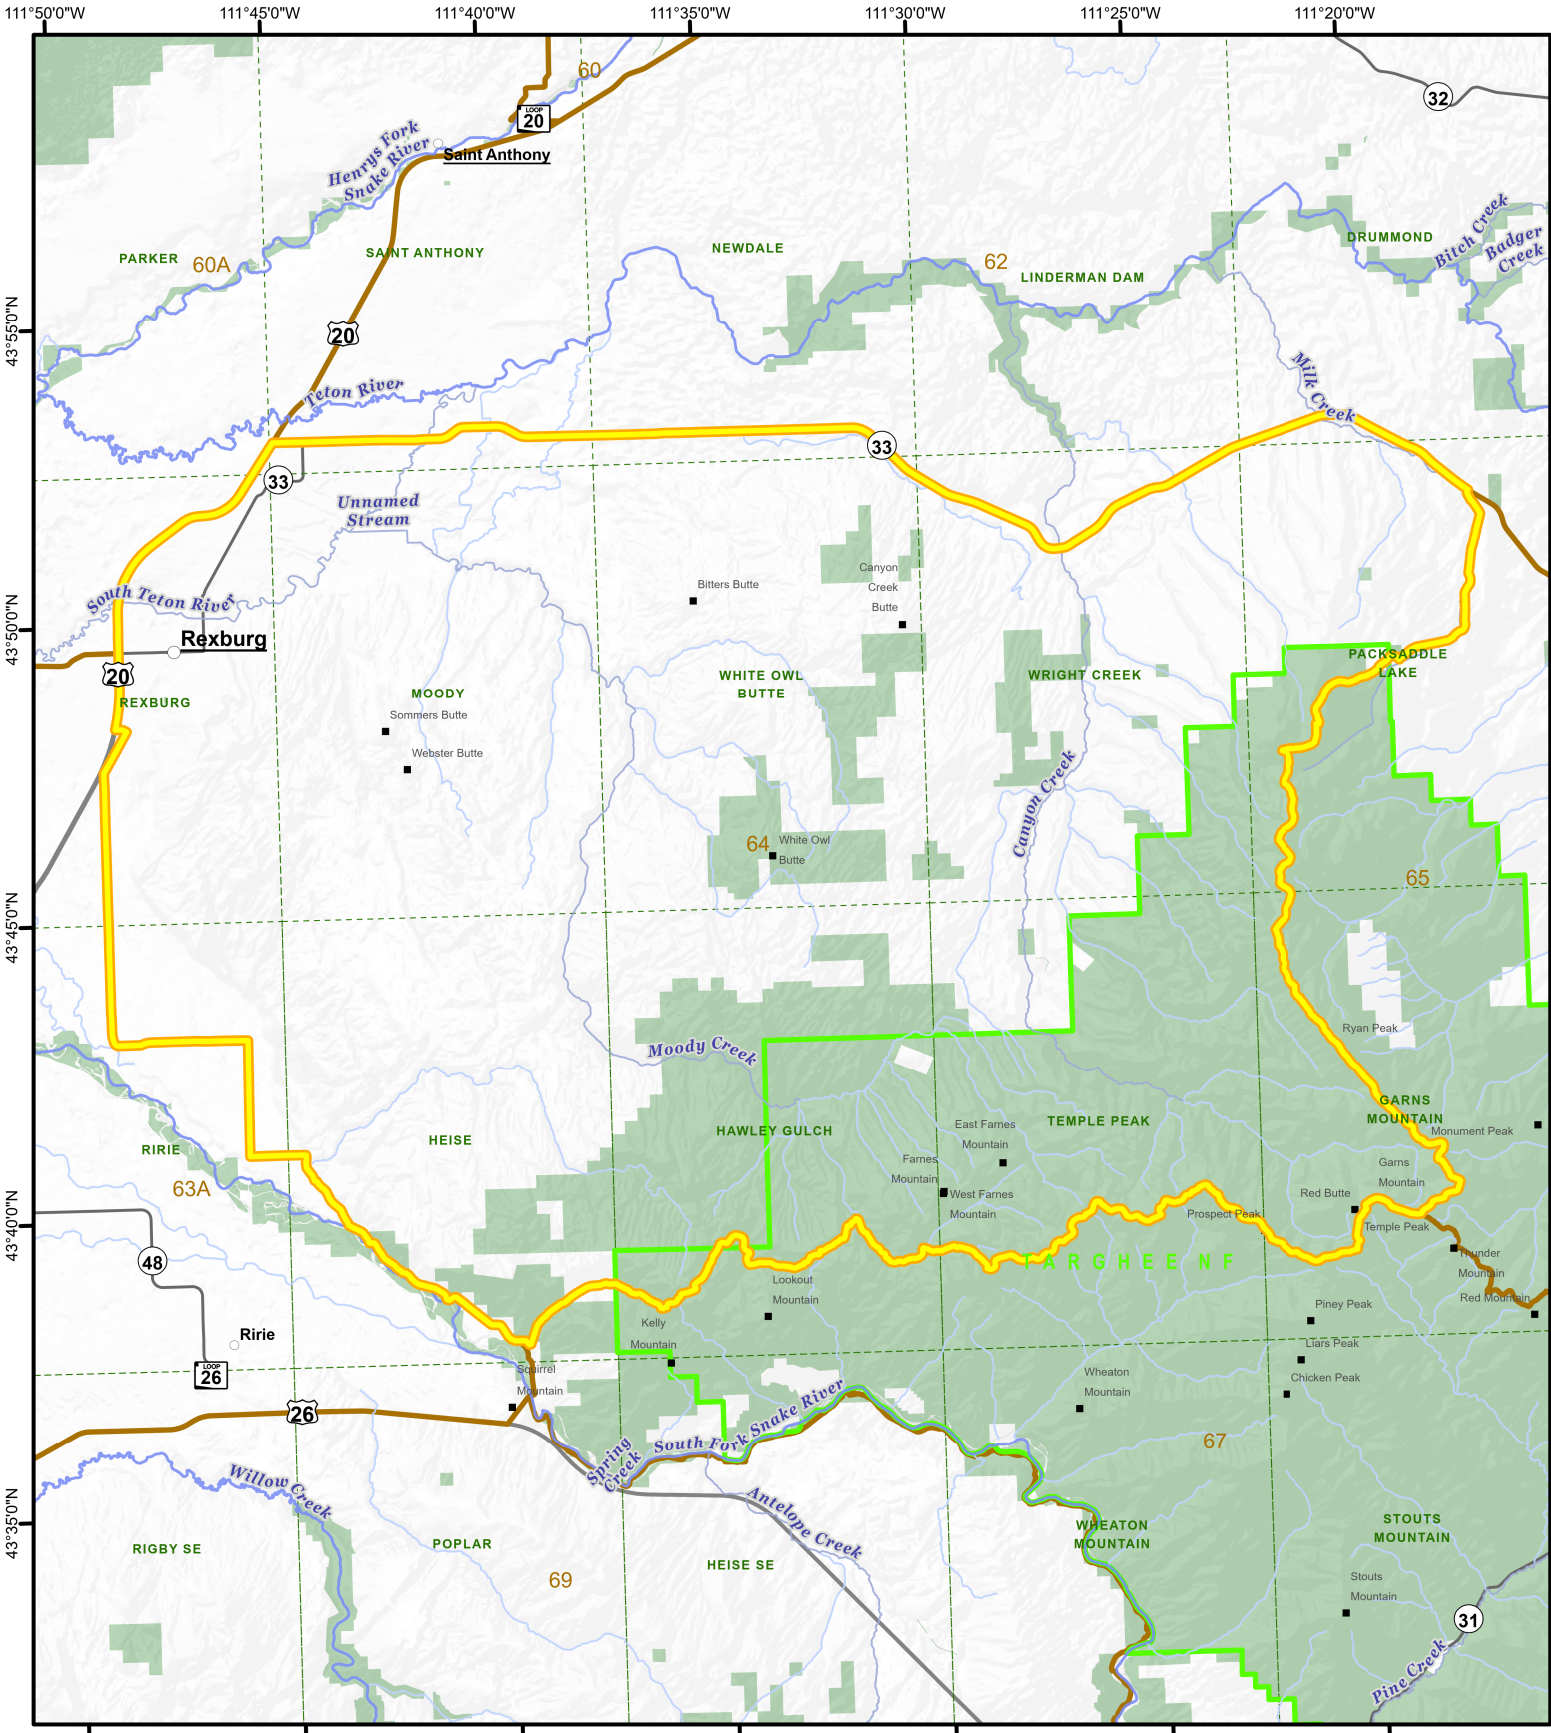 111°50'0"W
111°45'0"W
111°40'0"W
111°35'0"W
111°30'0"W
111°25'0"W
111°20'0"W
60
32
LOOP
20
Henrys Fork
Snake River
Saint Anthony
Bitch Creek
Badger
Creek
DRUMMOND
NEWDALE
SAINT ANTHONY
PARKER
60A
62
LINDERMAN DAM
43°55'0"N
20
Teton River
Milk Creek
33
33
Unnamed
Stream
Canyon
Creek
Butte
Bitters Butte
South Teton River
43°50'0"N
Rexburg
20
REXBURG
MOODY
Sommers Butte
Webster Butte
WHITE OWL
BUTTE
WRIGHT CREEK
PACKSADDLE
LAKE
Canyon Creek
64
White Owl
Butte
65
43°45'0"N
Ryan Peak
Moody Creek
GARNS
MOUNTAIN
HEISE
HAWLEY GULCH
TEMPLE PEAK
East Farnes
Mountain
Monument Peak
RIRIE
63A
Farnes
Mountain
West Farnes
Mountain
Garns
Mountain
Red Butte
Prospect Peak
Temple Peak
43°40'0"N
48
TARGHEE NF
Thunder
Mountain
Red Mountain
Lookout
Mountain
Kelly
Mountain
Piney Peak
Liars Peak
Chicken Peak
Ririe
LOOP
26
Squirrel
Mountain
Wheaton
Mountain
26
South Fork Snake River
67
Spring
Creek
Willow Creek
Antelope Creek
43°35'0"N
WHEATON
MOUNTAIN
STOUTS
MOUNTAIN
RIGBY SE
POPLAR
HEISE SE
69
Stouts
Mountain
31
Pine Creek